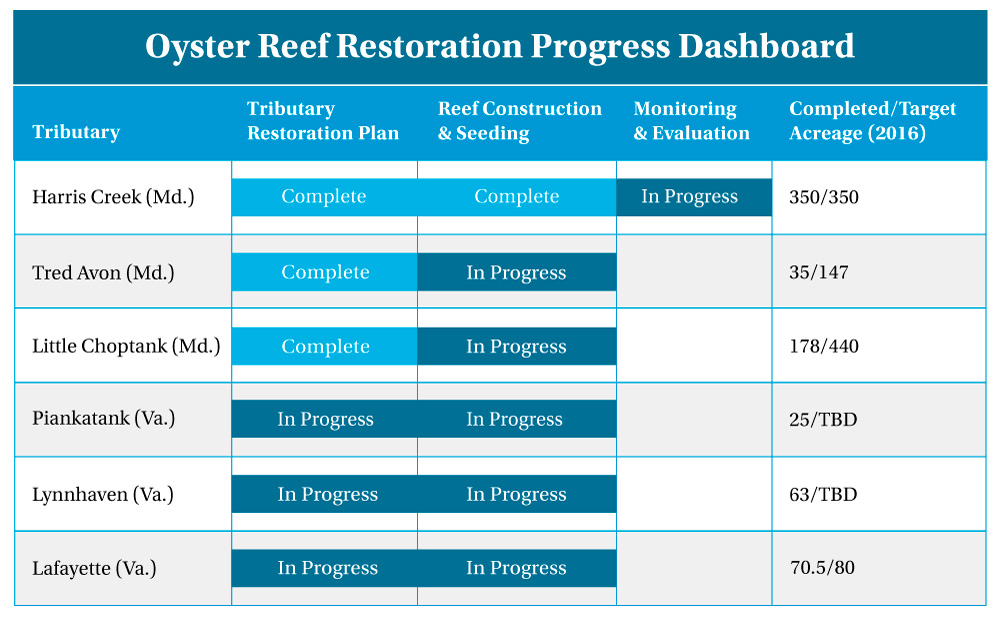 Oyster Reef Restoration Progress Dashboard
Tributary
Tributary
Restoration Plan
Reef Construction
& Seeding
Monitoring
& Evaluation
Completed/Target
Acreage (2016)
Harris Creek (Md.) Complete Complete In Progress 350/350
Tred Avon (Md.) Complete In Progress 35/147
Little Choptank (Md.) Complete In Progress 178/440
Piankatank (Va.) In Progress In Progress 25/TBD
Lynnhaven (Va.) In Progress In Progress 63/TBD
Lafayette (Va.) In Progress In Progress 70.5/80